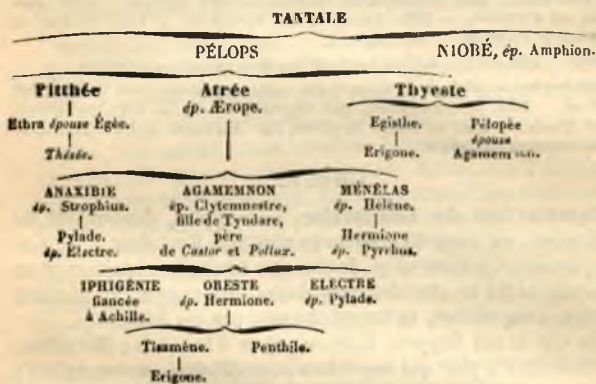 TANTALE
PÉLOPS NIOBÉ, ép. Amphion.
Pitthée Atrée Thyeste
ép. Ærope.
Ethra épouse Égée. Egisthe. Pélopée
épouse
Thésée. Erigone. Agamemnon.
ANAXIBIE AGAMEMNON MÉNÉLAS
ép. Strophius. ép. Clytemnestre, ép. Helène.
fille de Tyndare,
Pylade. père Hermione
ép. Electre. de Castor et Pollux. ép. Pyrrhus.
IPHIGÉNIE ORESTE ELECTRE
fiancée ép. Hermione. ép. Pylade.
à Achille.
Tisamène. Penthile.
Erigone.